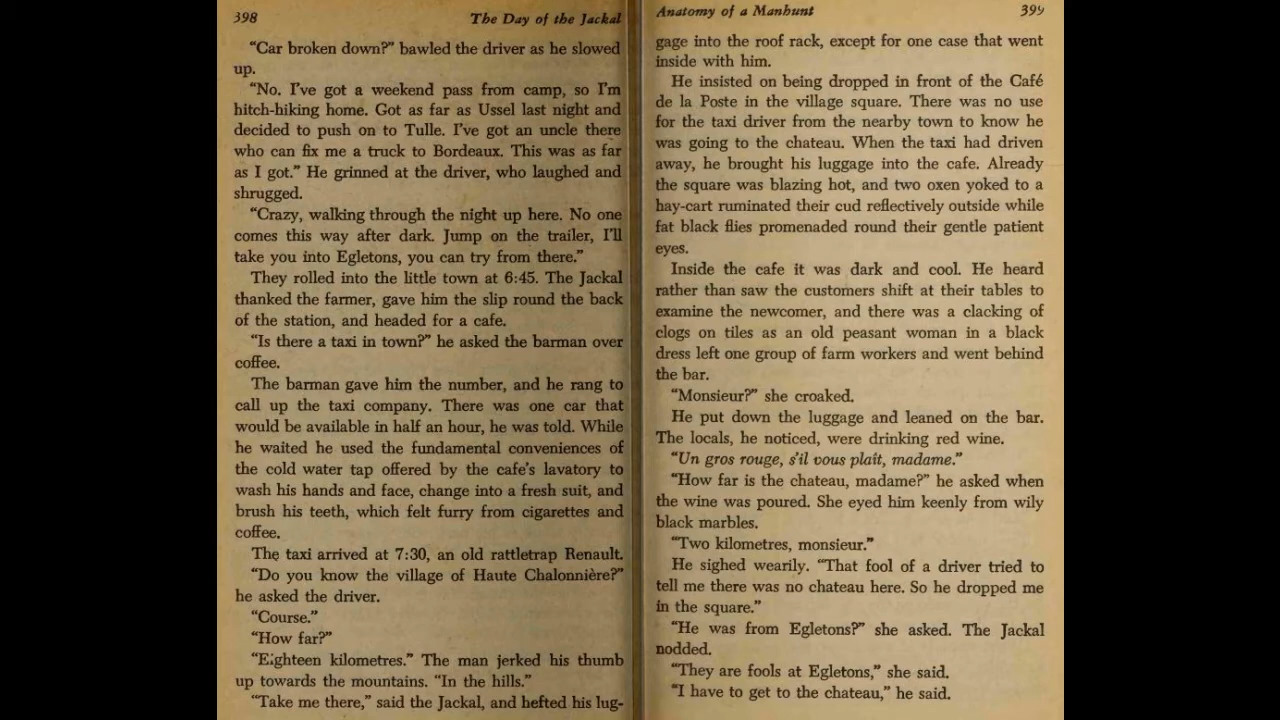 398
The Day of the Jackal
“Car broken down?” bawled the driver as he slowed
up.
“No. I’ve got a weekend pass from camp, so I’m
hitch-hiking home. Got as far as Ussel last night and
decided to push on to Tulle. I’ve got an uncle there
who can fix me a truck to Bordeaux. This was as far
as I got.” He grinned at the driver, who laughed and
shrugged.
“Crazy, walking through the night up here. No one
comes this way after dark. Jump on the trailer, I’ll
take you into Egletons, you can try from there.”
They rolled into the little town at 6:45. The Jackal
thanked the farmer, gave him the slip round the back
of the station, and headed for a cafe.
“Is there a taxi in town?” he asked the barman over
coffee.
The barman gave him the number, and he rang to
call up the taxi company. There was one car that
would be available in half an hour, he was told. While
he waited he used the fundamental conveniences of
the cold water tap offered by the cafe’s lavatory to
wash his hands and face, change into a fresh suit, and
brush his teeth, which felt furry from cigarettes and
coffee.
The taxi arrived at 7:30, an old rattletrap Renault.
“Do you know the village of Haute Chalonnière?”
he asked the driver.
“Course.”
“How far?”
“Eighteen kilometres.” The man jerked his thumb
up towards the mountains. “In the hills.”
“Take me there,” said the Jackal, and hefted his lug-
Anatomy of a Manhunt
399
gage into the roof rack, except for one case that went
inside with him.
He insisted on being dropped in front of the Café
de la Poste in the village square. There was no use
for the taxi driver from the nearby town to know he
was going to the chateau. When the taxi had driven
away, he brought his luggage into the cafe. Already
the square was blazing hot, and two oxen yoked to a
hay-cart ruminated their cud reflectively outside while
fat black flies promenaded round their gentle patient
eyes.
Inside the cafe it was dark and cool. He heard
rather than saw the customers shift at their tables to
examine the newcomer, and there was a clacking of
clogs on tiles as an old peasant woman in a black
dress left one group of farm workers and went behind
the bar.
“Monsieur?” she croaked.
He put down the luggage and leaned on the bar.
The locals, he noticed, were drinking red wine.
“Un gros rouge, s’il vous plaît, madame.”
“How far is the chateau, madame?” he asked when
the wine was poured. She eyed him keenly from wily
black marbles.
“Two kilometres, monsieur.”
He sighed wearily. “That fool of a driver tried to
tell me there was no chateau here. So he dropped me
in the square.”
“He was from Egletons?” she asked. The Jackal
nodded.
“They are fools at Egletons,” she said.
“I have to get to the chateau,” he said.